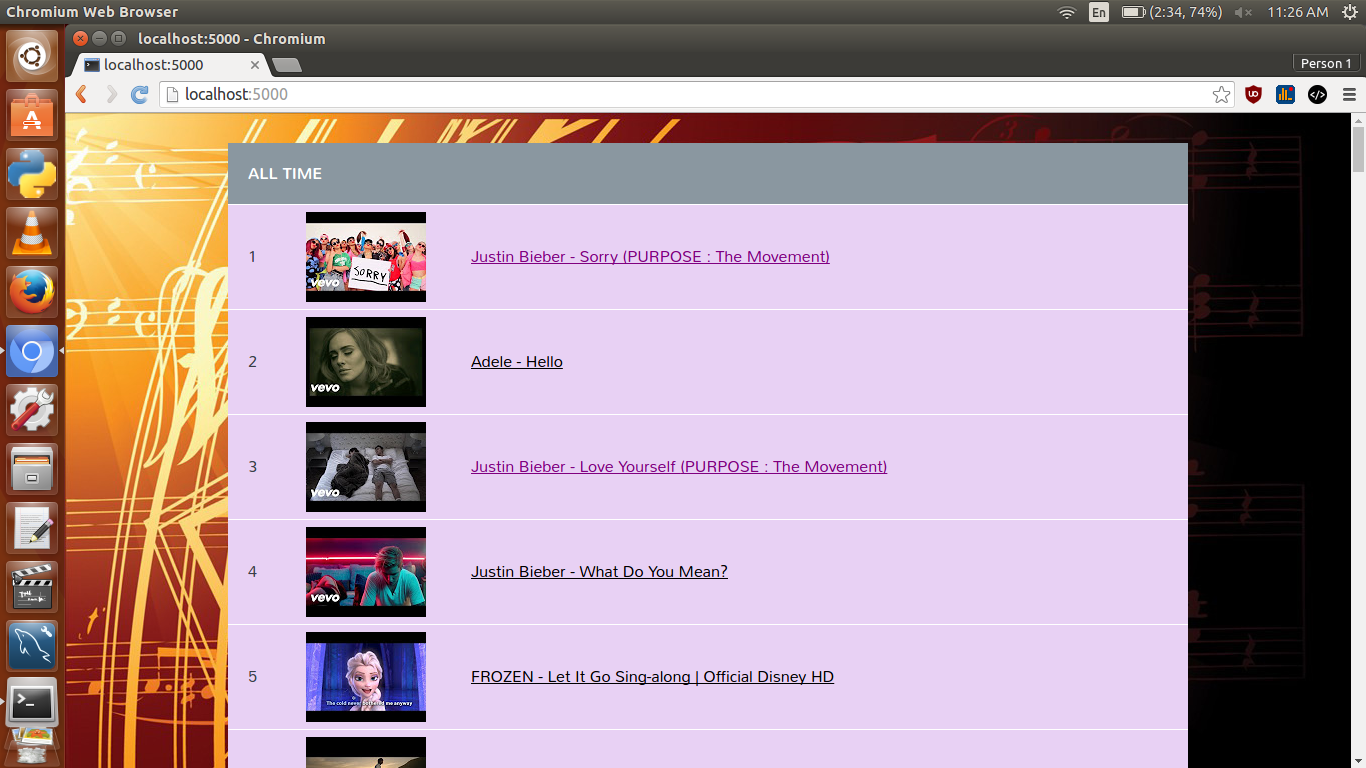 Chromium Web Browser
En
(2:34, 74%)
11:26 AM
localhost:5000 - Chromium
localhost:5000
Person 1
localhost:5000
ALL TIME
1
SORRY
vevo
Justin Bieber - Sorry (PURPOSE : The Movement)
2
vevo
Adele - Hello
3
vevo
Justin Bieber - Love Yourself (PURPOSE : The Movement)
4
vevo
Justin Bieber - What Do You Mean?
5
The cold never bothered me anyway
FROZEN - Let It Go Sing-along | Official Disney HD